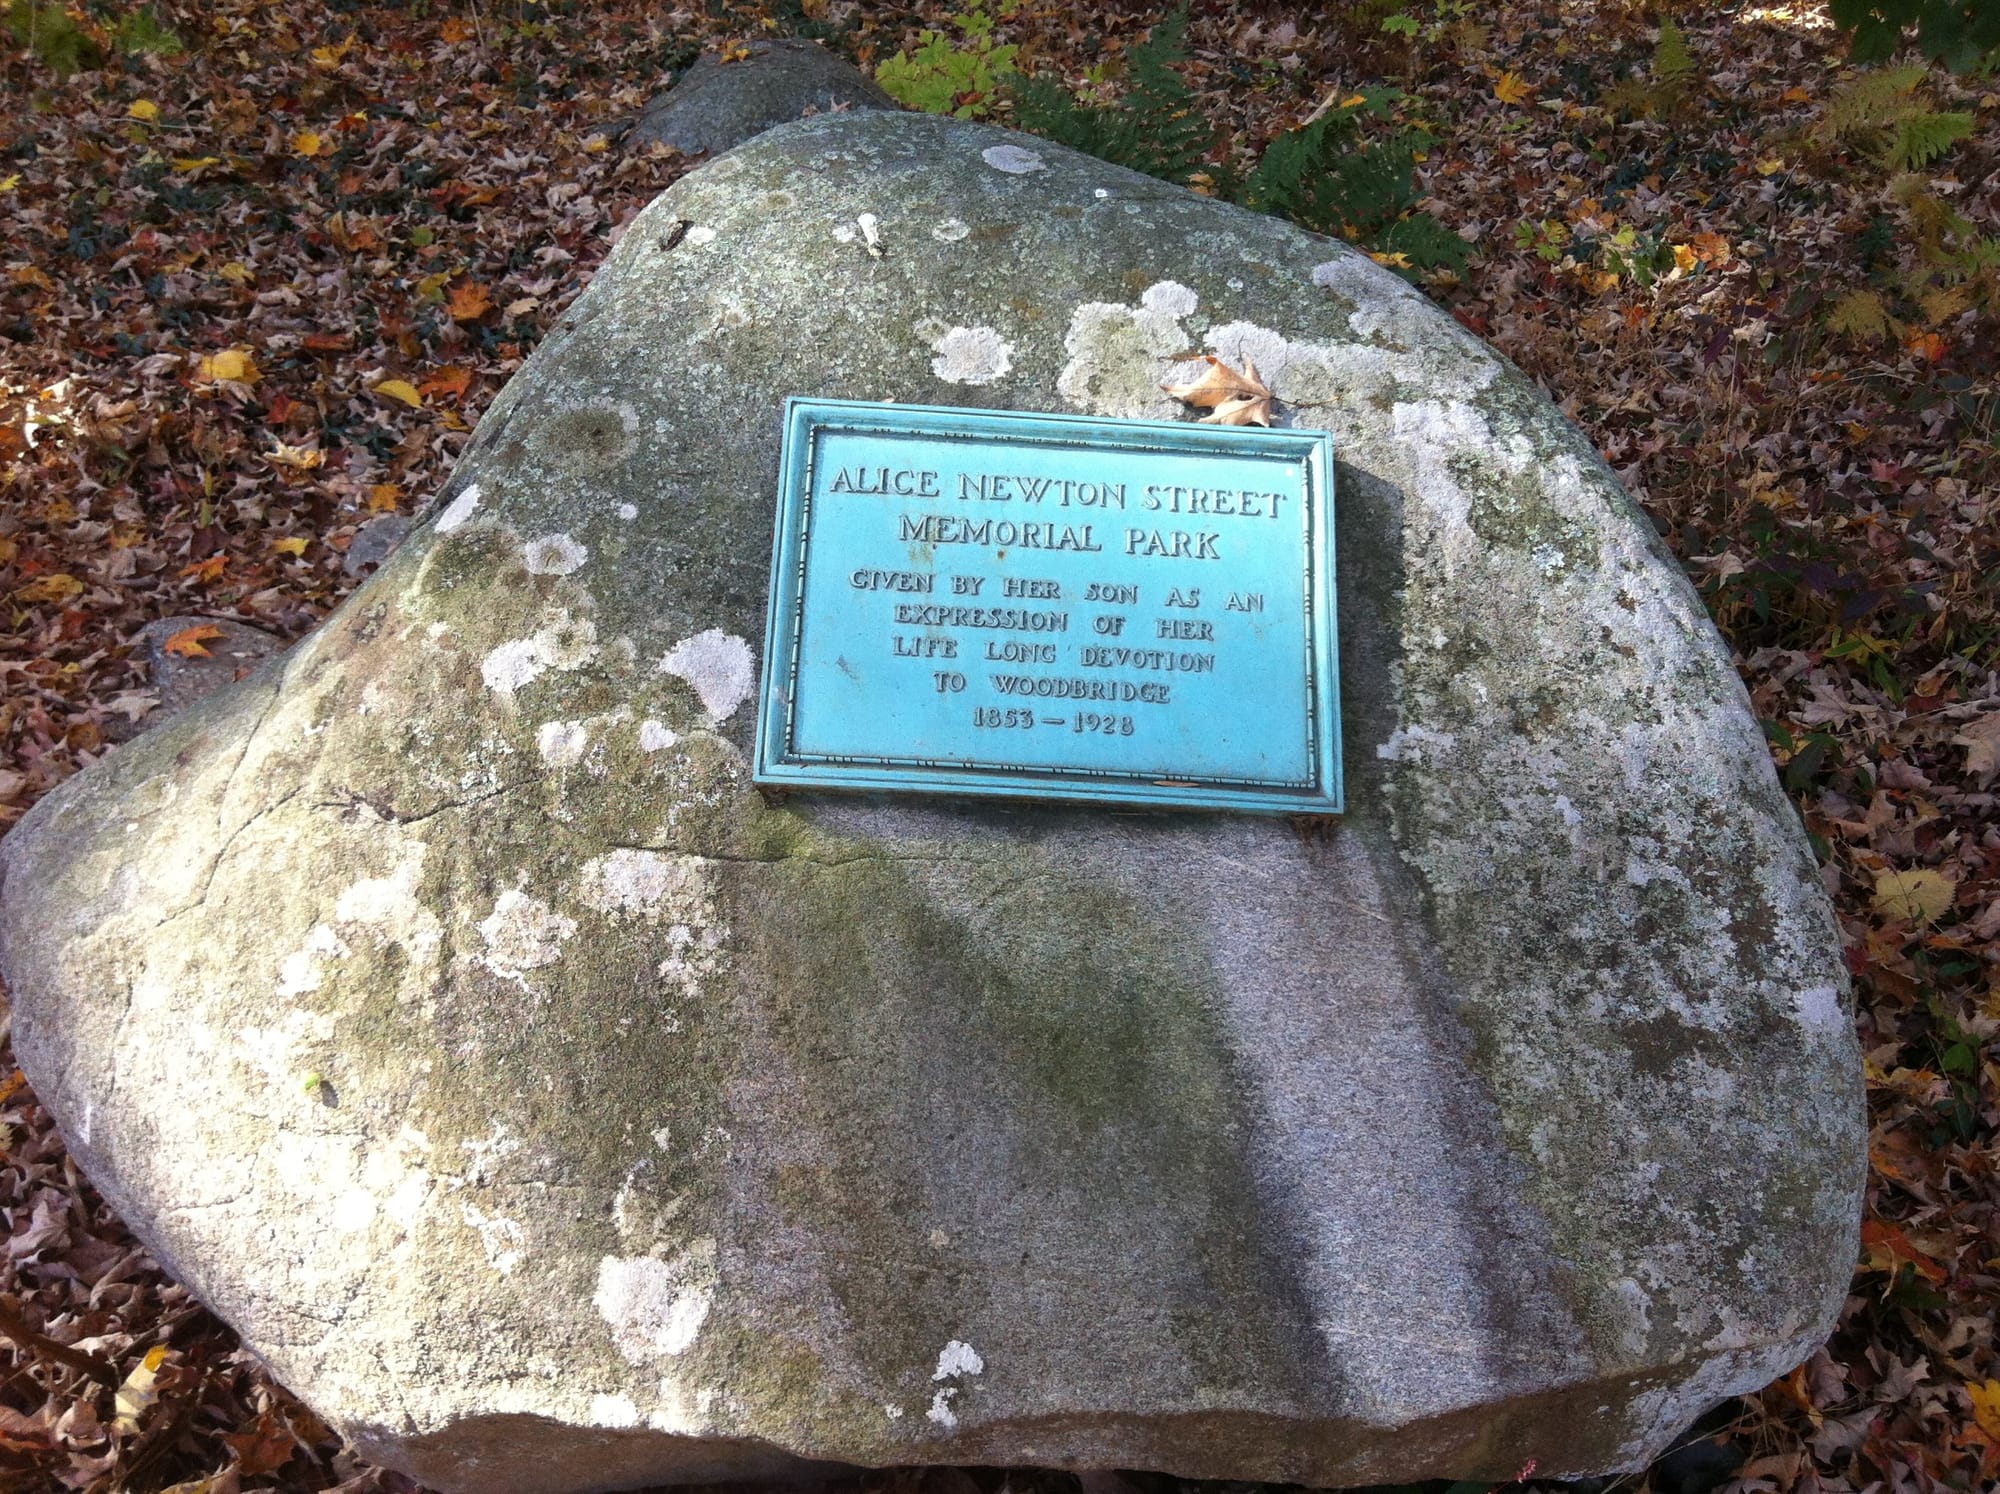 ALICE NEWTON STREET
MEMORIAL PARK
GIVEN BY HER SON AS AN
EXPRESSION OF HER
LIFE LONG DEVOTION
TO WOODBRIDGE
1853 — 1928